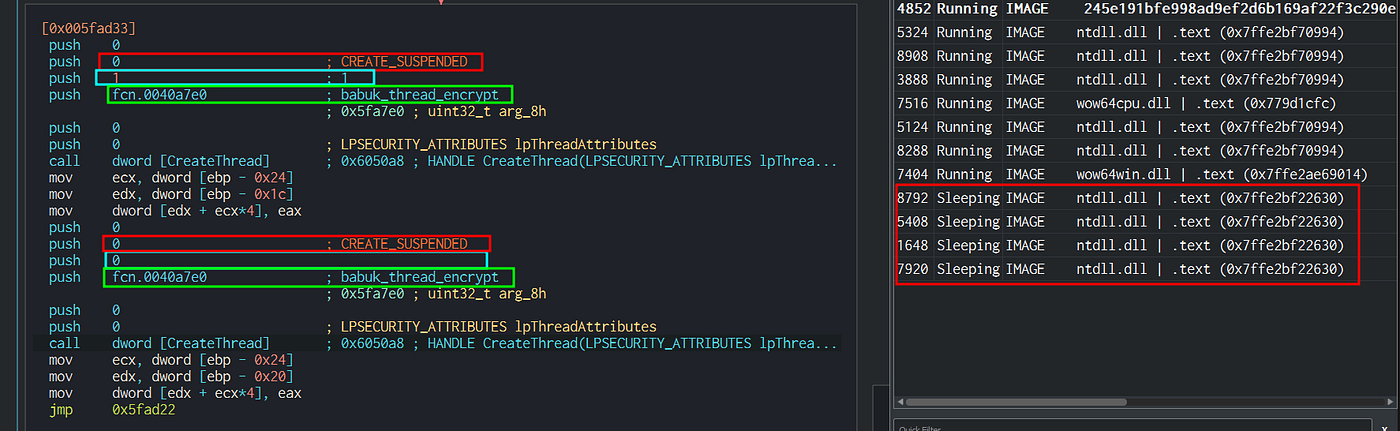 [0x005fad33]
push 0
push 0 ; CREATE_SUSPENDED
push 1 ; 1
push fcn.0040a7e0 ; babuk_thread_encrypt
; 0x5fa7e0 ; uint32_t arg_8h
push 0
push 0 ; LPSECURITY_ATTRIBUTES lpThreadAttributes
call dword [CreateThread] ; 0x6050a8 ; HANDLE CreateThread(LPSECURITY_ATTRIBUTES lpThrea...
mov ecx, dword [ebp - 0x24]
mov edx, dword [ebp - 0x1c]
mov dword [edx + ecx*4], eax
push 0
push 0 ; CREATE_SUSPENDED
push 0
push fcn.0040a7e0 ; babuk_thread_encrypt
; 0x5fa7e0 ; uint32_t arg_8h
push 0
push 0 ; LPSECURITY_ATTRIBUTES lpThreadAttributes
call dword [CreateThread] ; 0x6050a8 ; HANDLE CreateThread(LPSECURITY_ATTRIBUTES lpThrea...
mov ecx, dword [ebp - 0x24]
mov edx, dword [ebp - 0x20]
mov dword [edx + ecx*4], eax
jmp 0x5fad22
4852 Running IMAGE 245e191bfe998ad9ef2d6b169af22f3c290e
5324 Running IMAGE ntdll.dll | .text (0x7ffe2bf70994)
8908 Running IMAGE ntdll.dll | .text (0x7ffe2bf70994)
3888 Running IMAGE ntdll.dll | .text (0x7ffe2bf70994)
7516 Running IMAGE wow64cpu.dll | .text (0x779d1cfc)
5124 Running IMAGE ntdll.dll | .text (0x7ffe2bf70994)
8288 Running IMAGE ntdll.dll | .text (0x7ffe2bf70994)
7404 Running IMAGE wow64win.dll | .text (0x7ffe2ae69014)
8792 Sleeping IMAGE ntdll.dll | .text (0x7ffe2bf22630)
5408 Sleeping IMAGE ntdll.dll | .text (0x7ffe2bf22630)
1648 Sleeping IMAGE ntdll.dll | .text (0x7ffe2bf22630)
7920 Sleeping IMAGE ntdll.dll | .text (0x7ffe2bf22630)
Quick Filter
X